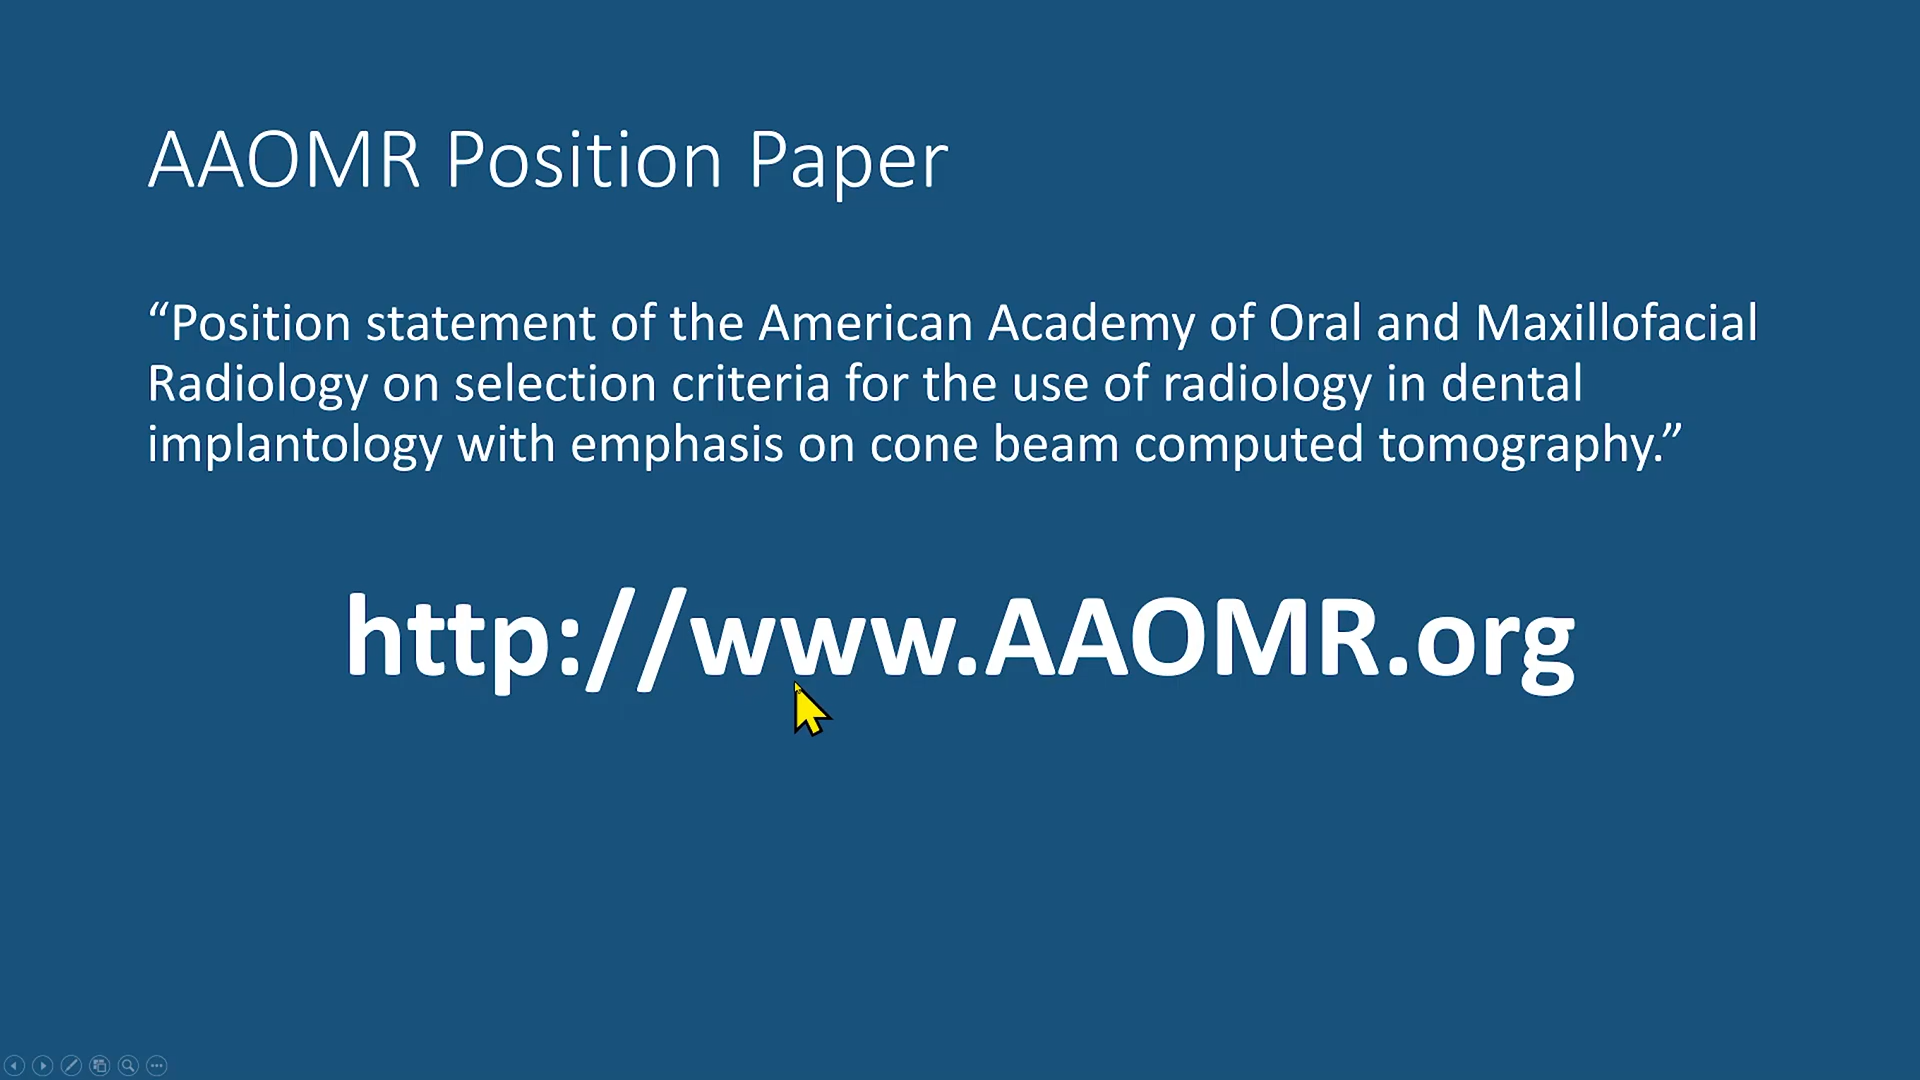 AAOMR Position Paper
“Position statement of the American Academy of Oral and Maxillofacial
Radiology on selection criteria for the use of radiology in dental
implantology with emphasis on cone beam computed tomography.”
http://www.AAOMR.org